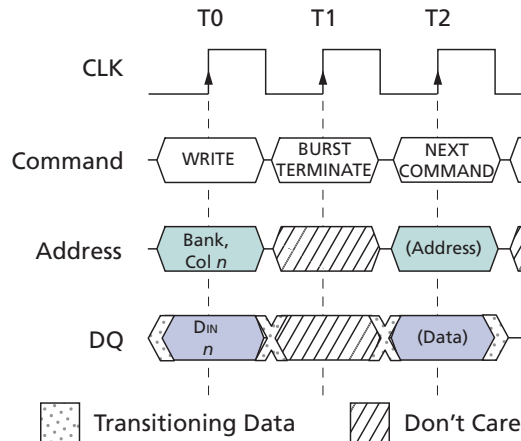 T0 T1 T2
CLK
Command WRITE BURST TERMINATE NEXT COMMAND
Address Bank, Col n (Address)
DQ DIN n (Data)
Transitioning Data Don't Care